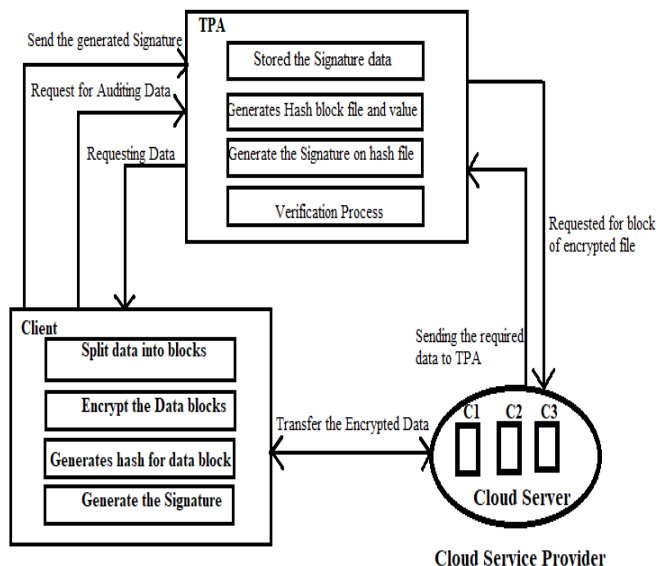 Send the generated Signature
Request for Auditing Data
Requesting Data
TPA
Stored the Signature data
Generates Hash block file and value
Generate the Signature on hash file
Verification Process
Requested for block
of encrypted file
Sending the required
data to TPA
Client
Split data into blocks
Encrypt the Data blocks
Generates hash for data block
Generate the Signature
Transfer the Encrypted Data
C1 C2 C3
Cloud Server
Cloud Service Provider